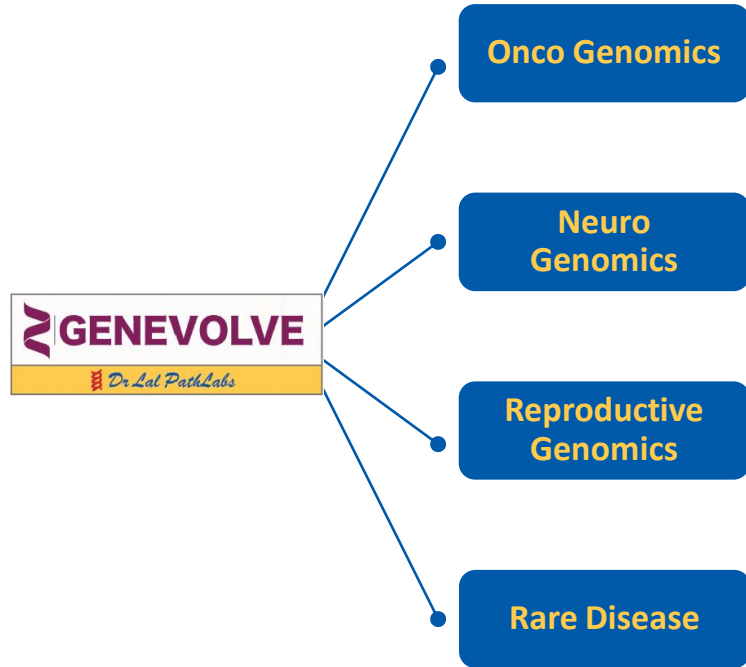 Onco Genomics
Neuro
Genomics
GENEVOLVE
Dr Lal PathLabs
Reproductive
Genomics
Rare Disease